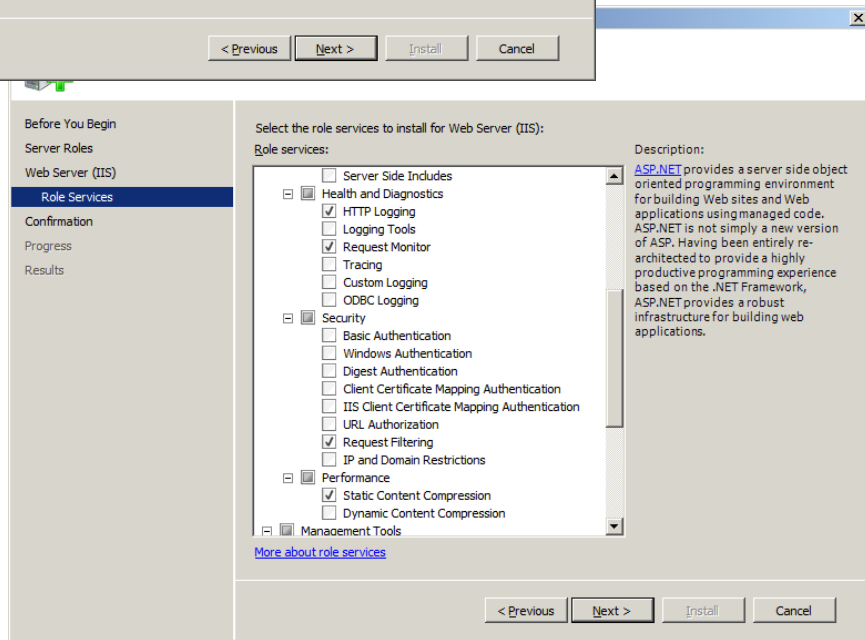 < Previous Next > Install Cancel
Before You Begin
Server Roles
Web Server (IIS)
Role Services
Confirmation
Progress
Results
Select the role services to install for Web Server (IIS):
Role services:
Server Side Includes
Health and Diagnostics
HTTP Logging
Logging Tools
Request Monitor
Tracing
Custom Logging
ODBC Logging
Security
Basic Authentication
Windows Authentication
Digest Authentication
Client Certificate Mapping Authentication
IIS Client Certificate Mapping Authentication
URL Authorization
Request Filtering
IP and Domain Restrictions
Performance
Static Content Compression
Dynamic Content Compression
Management Tools
More about role services
Description:
ASP.NET provides a server side object
oriented programming environment
for building Web sites and Web
applications using managed code.
ASP.NET is not simply a new version
of ASP. Having been entirely re-
architected to provide a highly
productive programming experience
based on the .NET Framework,
ASP.NET provides a robust
infrastructure for building web
applications.
< Previous Next > Install Cancel